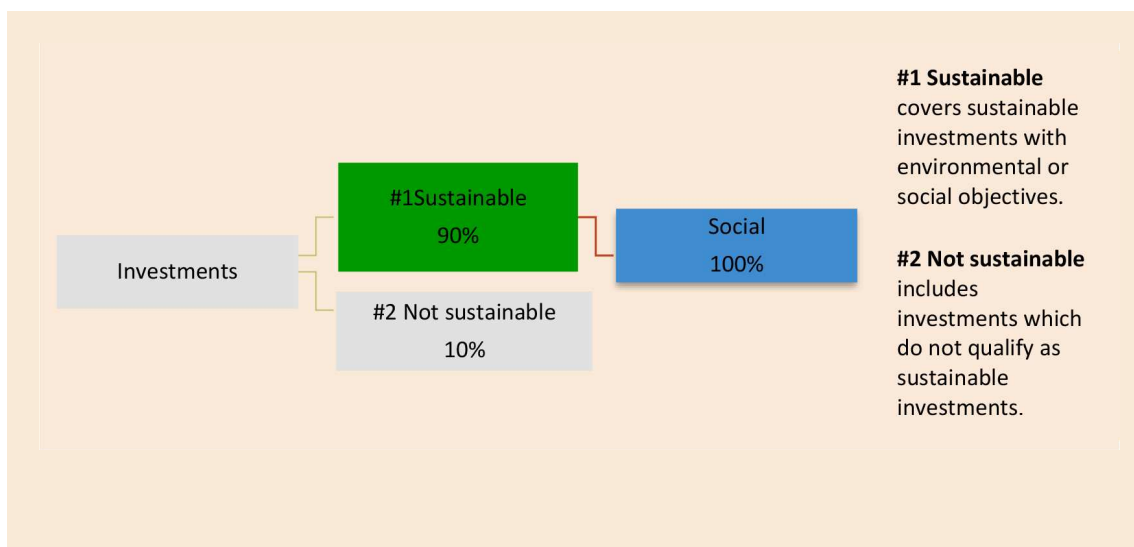 Investments
#1Sustainable
90%
#2 Not sustainable
10%
Social
100%
#1 Sustainable
covers sustainable
investments with
environmental or
social objectives.
#2 Not sustainable
includes
investments which
do not qualify as
sustainable
investments.